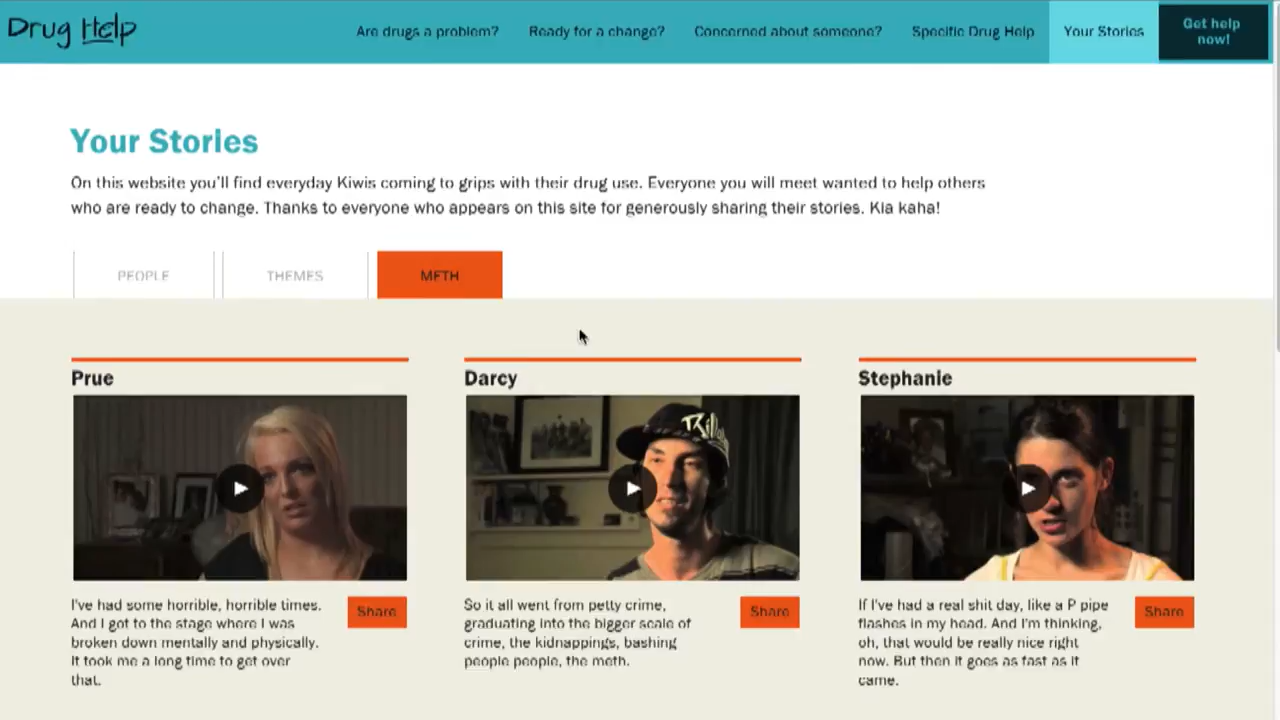 Drug Help
Are drugs a problem?
Ready for a change?
Concerned about someone?
Specific Drug Help
Your Stories
Get help
now!
Your Stories
On this website you'll find everyday Kiwis coming to grips with their drug use. Everyone you will meet wanted to help others
who are ready to change. Thanks to everyone who appears on this site for generously sharing their stories. Kia kaha!
PEOPLE
THEMES
METH
Prue
Darcy
Stephanie
I've had some horrible, horrible times.
And I got to the stage where I was
broken down mentally and physically.
It took me a long time to get over
that.
Share
So it all went from petty crime,
graduating into the bigger scale of
crime, the kidnappings, bashing
people people, the meth.
Share
If I've had a real shit day, like a P pipe
flashes in my head. And I'm thinking,
oh, that would be really nice right
now. But then it goes as fast as it
came.
Share